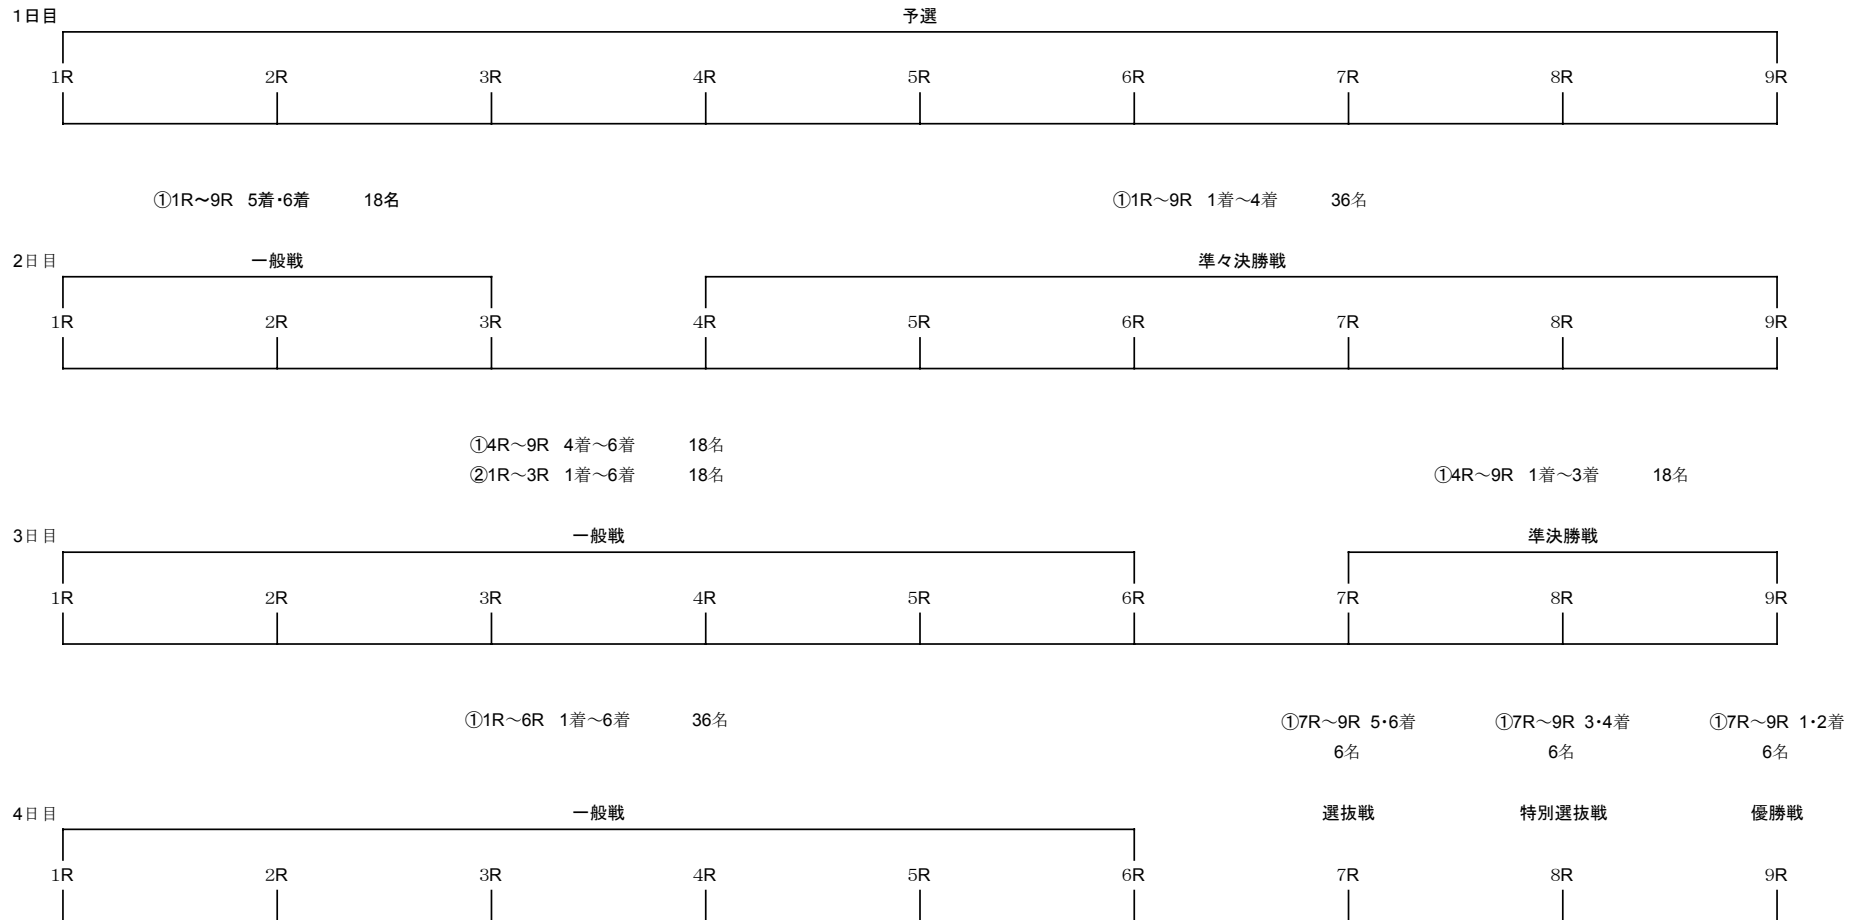 1日目 予選
1R 2R 3R 4R 5R 6R 7R 8R 9R
①1R～9R 5着・6着 18名 ①1R～9R 1着～4着 36名
2日目 一般戦 準々決勝戦
1R 2R 3R 4R 5R 6R 7R 8R 9R
①4R～9R 4着～6着 18名
②1R～3R 1着～6着 18名 ①4R～9R 1着～3着 18名
3日目 一般戦 準決勝戦
1R 2R 3R 4R 5R 6R 7R 8R 9R
①1R～6R 1着～6着 36名 ①7R～9R 5・6着 ①7R～9R 3・4着 ①7R～9R 1・2着
6名 6名 6名
4日目 一般戦 選抜戦 特別選抜戦 優勝戦
1R 2R 3R 4R 5R 6R 7R 8R 9R